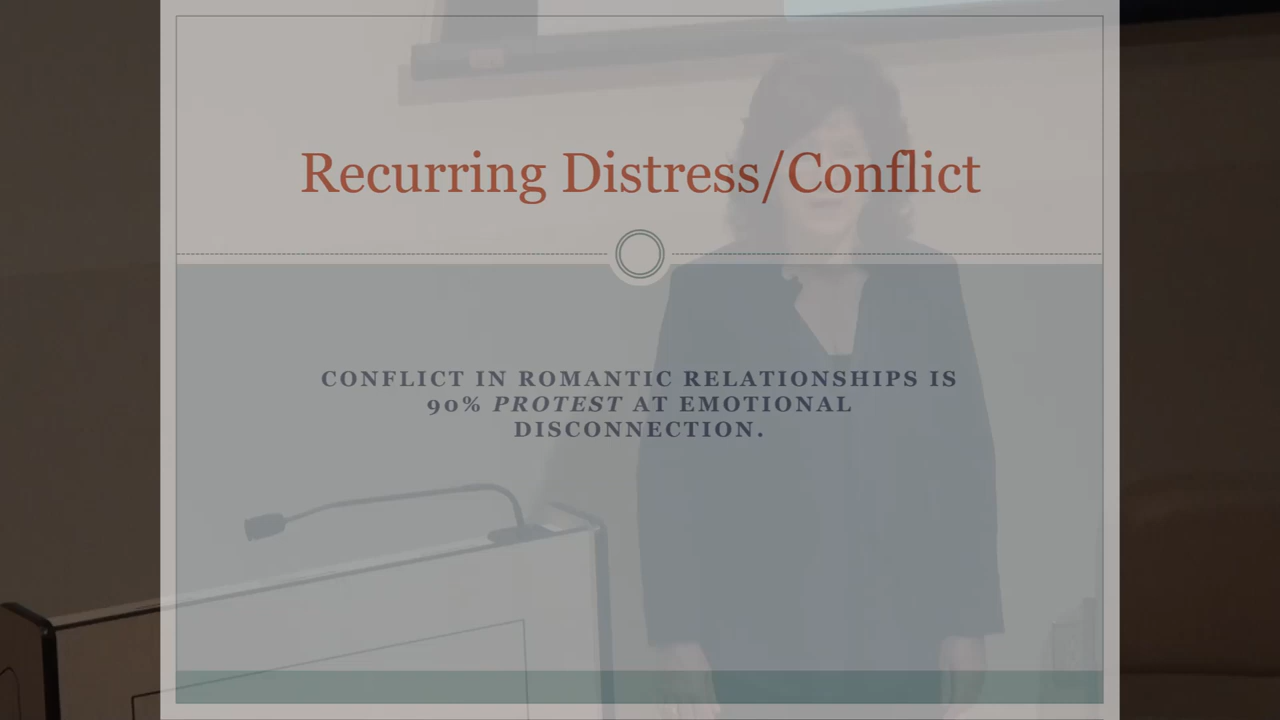 Recurring Distress/Conflict
CONFLICT IN ROMANTIC RELATIONSHIPS IS
90% PROTEST AT EMOTIONAL
DISCONNECTION.